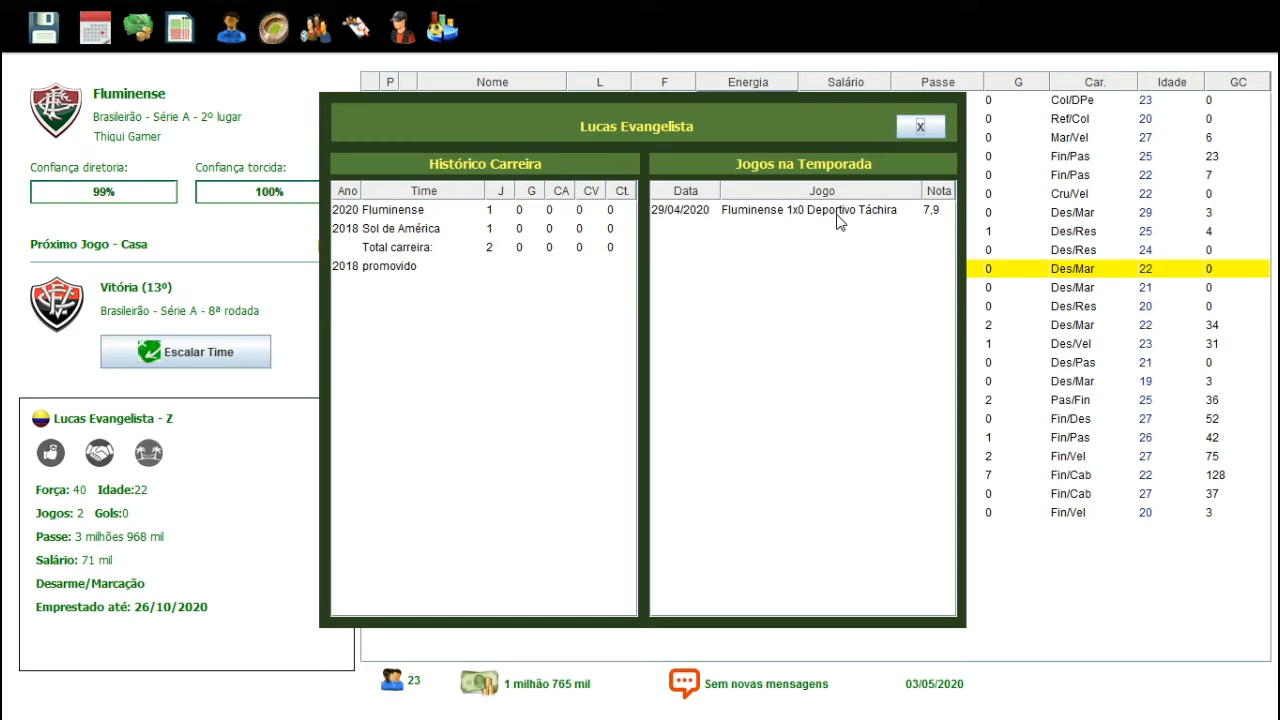 Fluminense
Brasileirão - Série A - 2º lugar
Thiqui Gamer
Confiança diretoria:
Confiança torcida:
99%
100%
Próximo Jogo - Casa
Vitória (13º)
Brasileirão - Série A - 8ª rodada
Escalar Time
Lucas Evangelista - Z
Força: 40 Idade:22
Jogos: 2 Gols:0
Passe: 3 milhões 968 mil
Salário: 71 mil
Desarme/Marcação
Emprestado até: 26/10/2020
P Nome L F Energia Salário Passe G Car. Idade GC
Lucas Evangelista
X
Histórico Carreira
Ano Time J G CA CV Ct.
2020 Fluminense 1 0 0 0 0
2018 Sol de América 1 0 0 0 0
Total carreira: 2 0 0 0 0
2018 promovido
Jogos na Temporada
Data Jogo Nota
29/04/2020 Fluminense 1x0 Deportivo Táchira 7,9
0 Col/DPe 23 0
0 Ref/Col 20 0
0 Mar/Vel 27 6
0 Fin/Pas 25 23
0 Fin/Pas 22 7
0 Cru/Vel 22 0
0 Des/Mar 29 3
1 Des/Res 25 4
0 Des/Res 24 0
0 Des/Mar 22 0
0 Des/Mar 21 0
0 Des/Res 20 0
2 Des/Mar 22 34
1 Des/Vel 23 31
0 Des/Pas 21 0
0 Des/Mar 19 3
2 Pas/Fin 25 36
0 Fin/Des 27 52
1 Fin/Pas 26 42
2 Fin/Vel 27 75
7 Fin/Cab 22 128
0 Fin/Cab 27 37
0 Fin/Vel 20 3
23
1 milhão 765 mil
Sem novas mensagens
03/05/2020